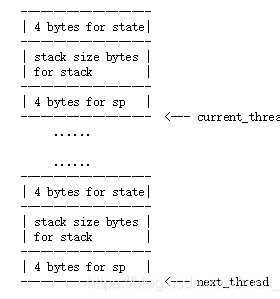 | 4 bytes for state|
| stack size bytes |
| for stack |
| 4 bytes for sp |
<--- current_threa
......
......
| 4 bytes for state|
| stack size bytes |
| for stack |
| 4 bytes for sp |
<--- next_thread